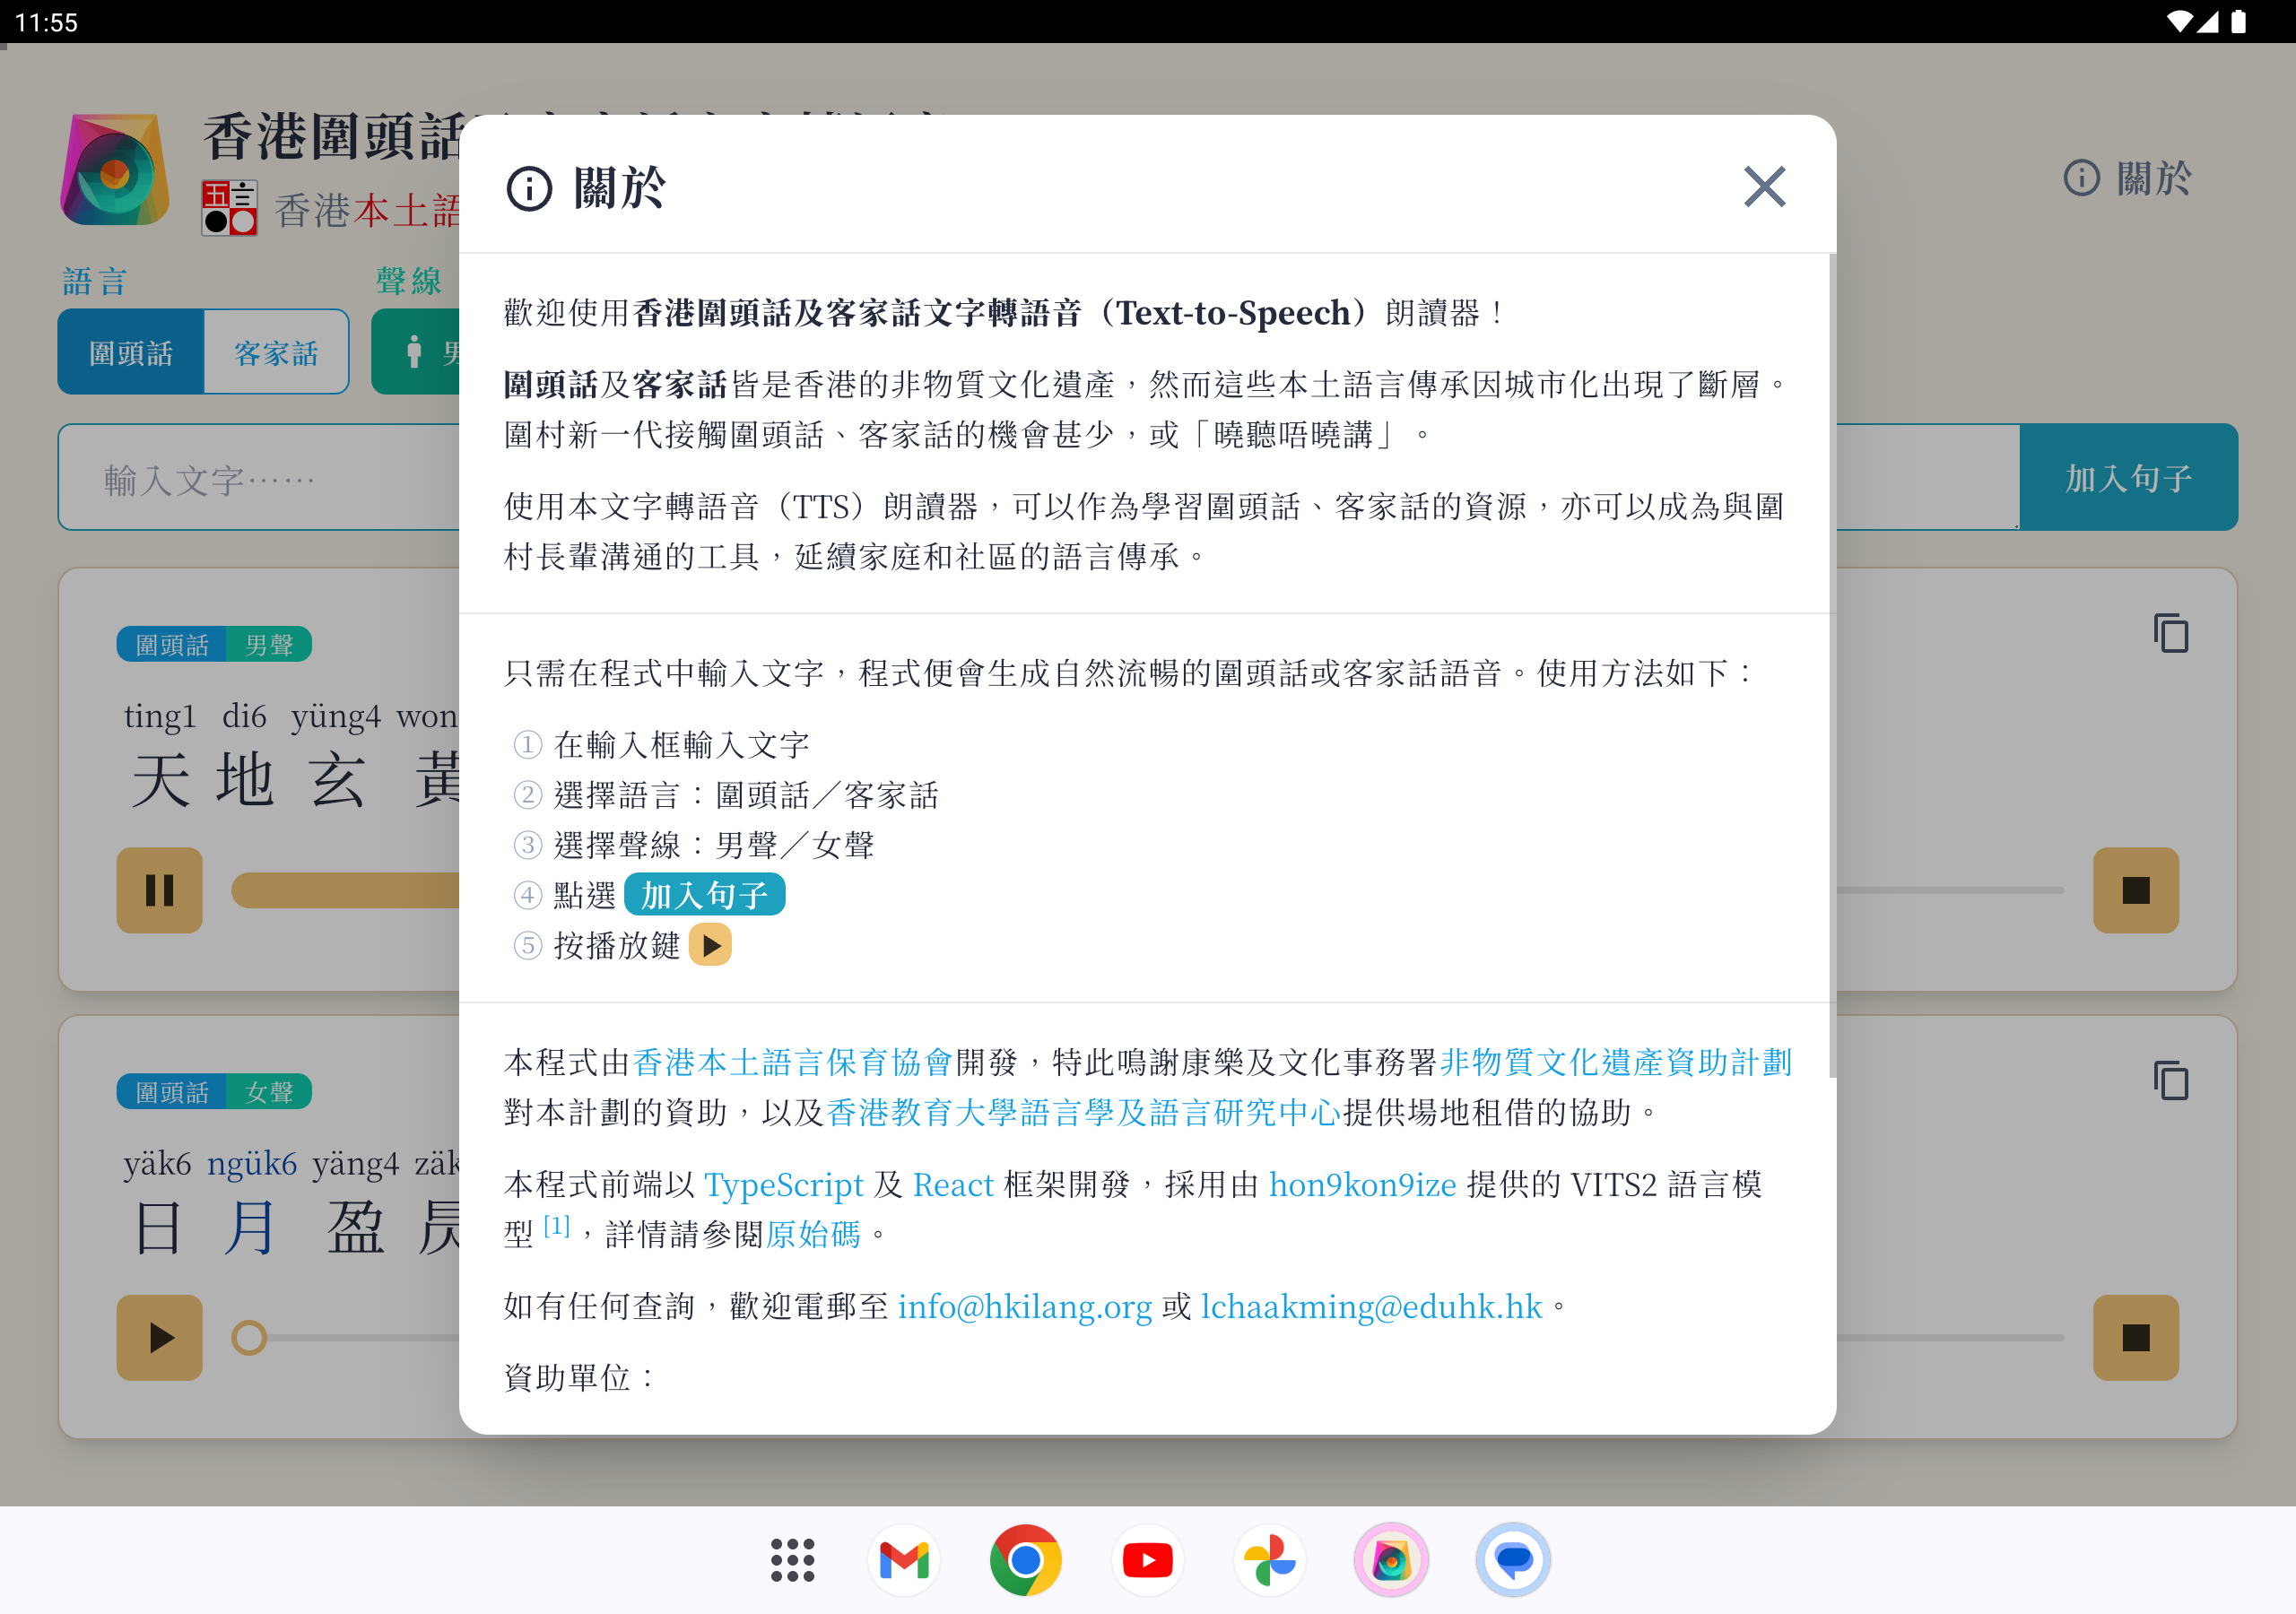 11:55
香港圍頭話
香港本土語
關於
語言
聲線
圍頭話
客家話
輸入文字⋯⋯
加入句子
圍頭話 男聲
ting1 di6 yüng4 won
天地玄黃
圍頭話 女聲
yäk6 ngük6 yäng4 zäk
日月盈昃
關於
歡迎使用香港圍頭話及客家話文字轉語音（Text-to-Speech）朗讀器！
圍頭話及客家話皆是香港的非物質文化遺產，然而這些本土語言傳承因城市化出現了斷層。
圍村新一代接觸圍頭話、客家話的機會甚少，或「曉聽唔曉講」。
使用本文字轉語音（TTS）朗讀器，可以作為學習圍頭話、客家話的資源，亦可以成為與圍
村長輩溝通的工具，延續家庭和社區的語言傳承。
只需在程式中輸入文字，程式便會生成自然流暢的圍頭話或客家話語音。使用方法如下：
① 在輸入框輸入文字
② 選擇語言：圍頭話／客家話
③ 選擇聲線：男聲／女聲
④ 點選 加入句子
⑤ 按播放鍵
本程式由香港本土語言保育協會開發，特此鳴謝康樂及文化事務署非物質文化遺產資助計劃
對本計劃的資助，以及香港教育大學語言學及語言研究中心提供場地租借的協助。
本程式前端以 TypeScript 及 React 框架開發，採用由 hon9kon9ize 提供的 VITS2 語言模
型 [1]，詳情請參閱原始碼。
如有任何查詢，歡迎電郵至 info@hkilang.org 或 lchaakming@eduhk.hk。
資助單位：